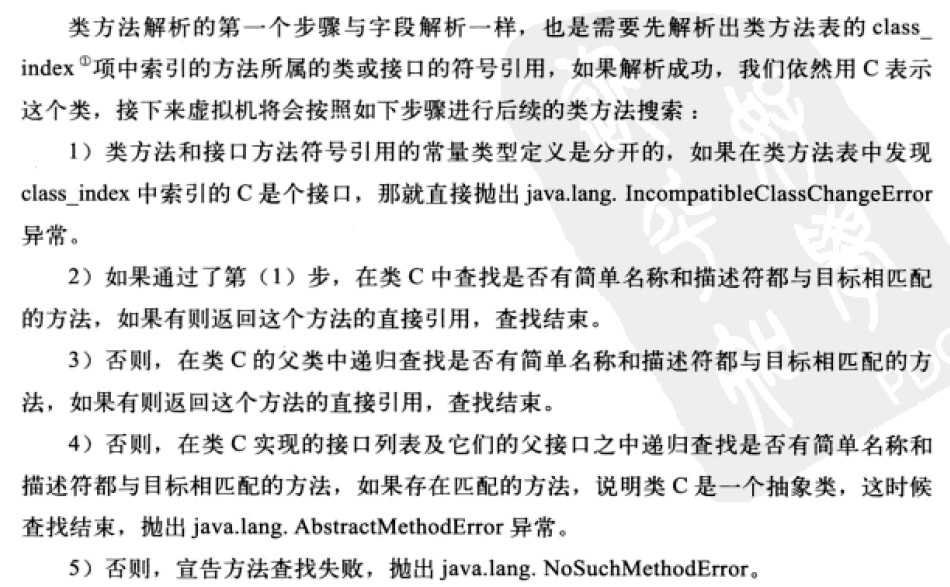 类方法解析的第一个步骤与字段解析一样，也是需要先解析出类方法表的 class_
index①项中索引的方法所属的类或接口的符号引用，如果解析成功，我们依然用 C 表示
这个类，接下来虚拟机将会按照如下步骤进行后续的类方法搜索：
1）类方法和接口方法符号引用的常量类型定义是分开的，如果在类方法表中发现
class_index 中索引的 C 是个接口，那就直接抛出 java.lang. IncompatibleClassChangeError
异常。
2）如果通过了第（1）步，在类 C 中查找是否有简单名称和描述符都与目标相匹配
的方法，如果有则返回这个方法的直接引用，查找结束。
3）否则，在类 C 的父类中递归查找是否有简单名称和描述符都与目标相匹配的方
法，如果有则返回这个方法的直接引用，查找结束。
4）否则，在类 C 实现的接口列表及它们的父接口之中递归查找是否有简单名称和
描述符都与目标相匹配的方法，如果存在匹配的方法，说明类 C 是一个抽象类，这时候
查找结束，抛出 java.lang. AbstractMethodError 异常。
5）否则，宣告方法查找失败，抛出 java.lang. NoSuchMethodError。